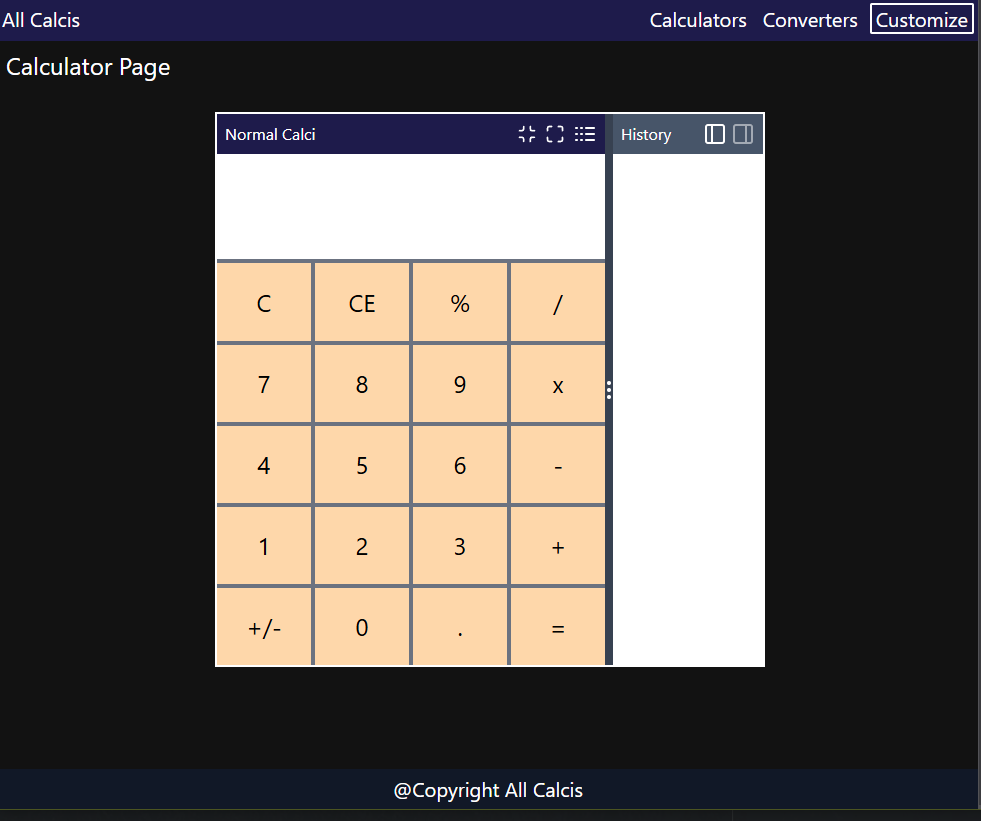 All Calcis Calculators Converters Customize
Calculator Page
Normal Calci History
C CE % /
7 8 9 x
4 5 6 -
1 2 3 +
+/- 0 . =
@Copyright All Calcis